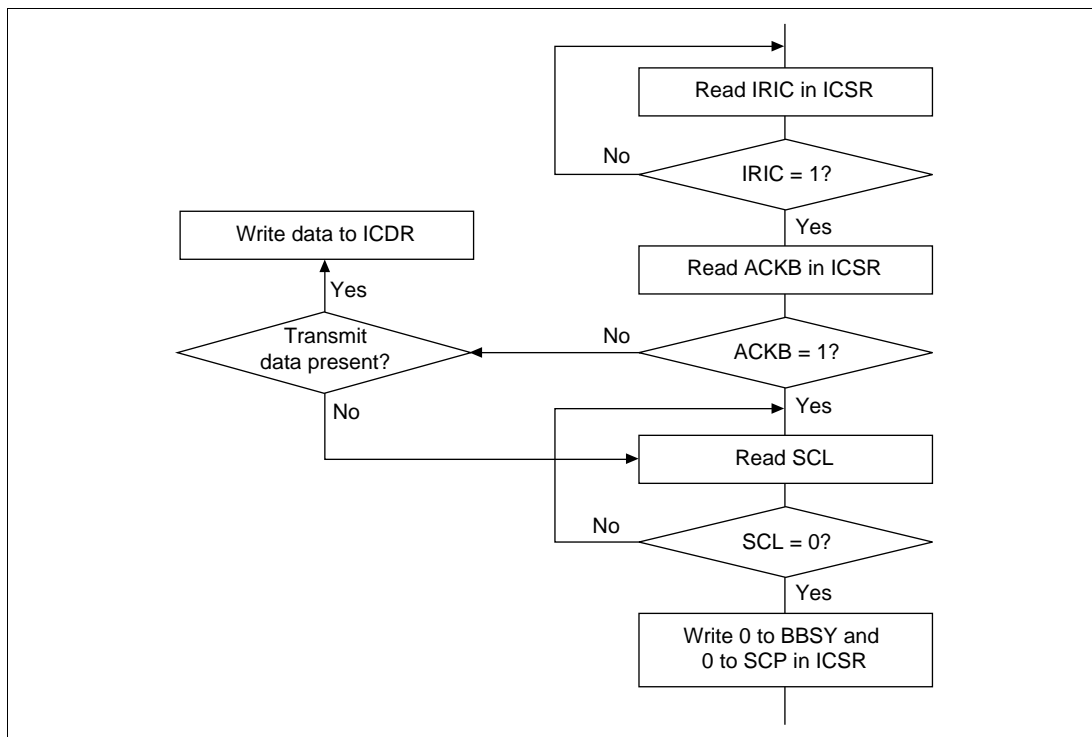 Read IRIC in ICSR
No
IRIC = 1?
Yes
Write data to ICDR
Read ACKB in ICSR
Yes
Transmit
data present?
No
ACKB = 1?
No
Yes
Read SCL
No
SCL = 0?
Yes
Write 0 to BBSY and
0 to SCP in ICSR